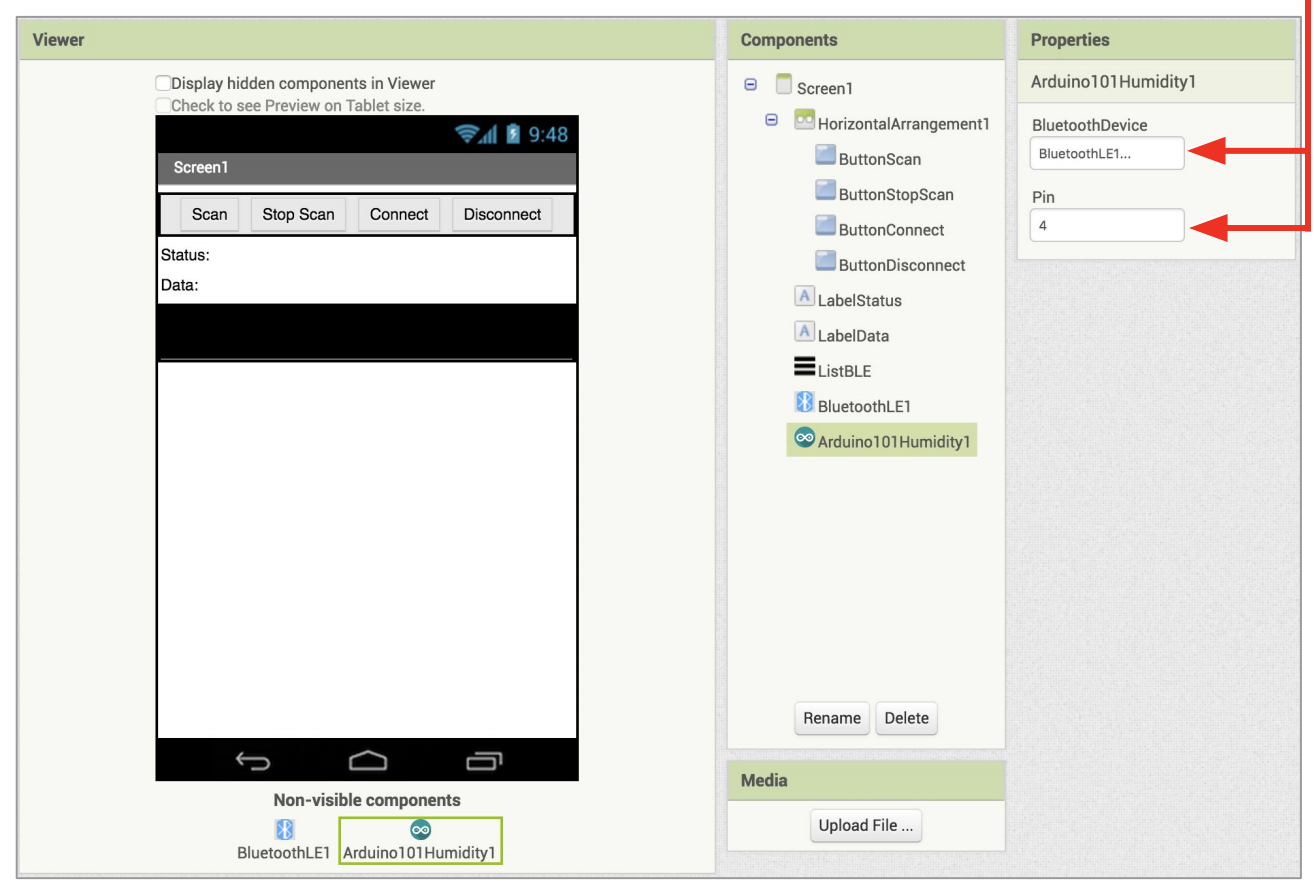 Viewer
Display hidden components in Viewer
Check to see Preview on Tablet size.
9:48
Screen1
Scan Stop Scan Connect Disconnect
Status:
Data:
Non-visible components
BluetoothLE1 Arduino101Humidity1
Components
Screen1
HorizontalArrangement1
ButtonScan
ButtonStopScan
ButtonConnect
ButtonDisconnect
A LabelStatus
A LabelData
ListBLE
BluetoothLE1
Arduino101Humidity1
Rename Delete
Media
Upload File ...
Properties
Arduino101Humidity1
BluetoothDevice
BluetoothLE1...
Pin
4